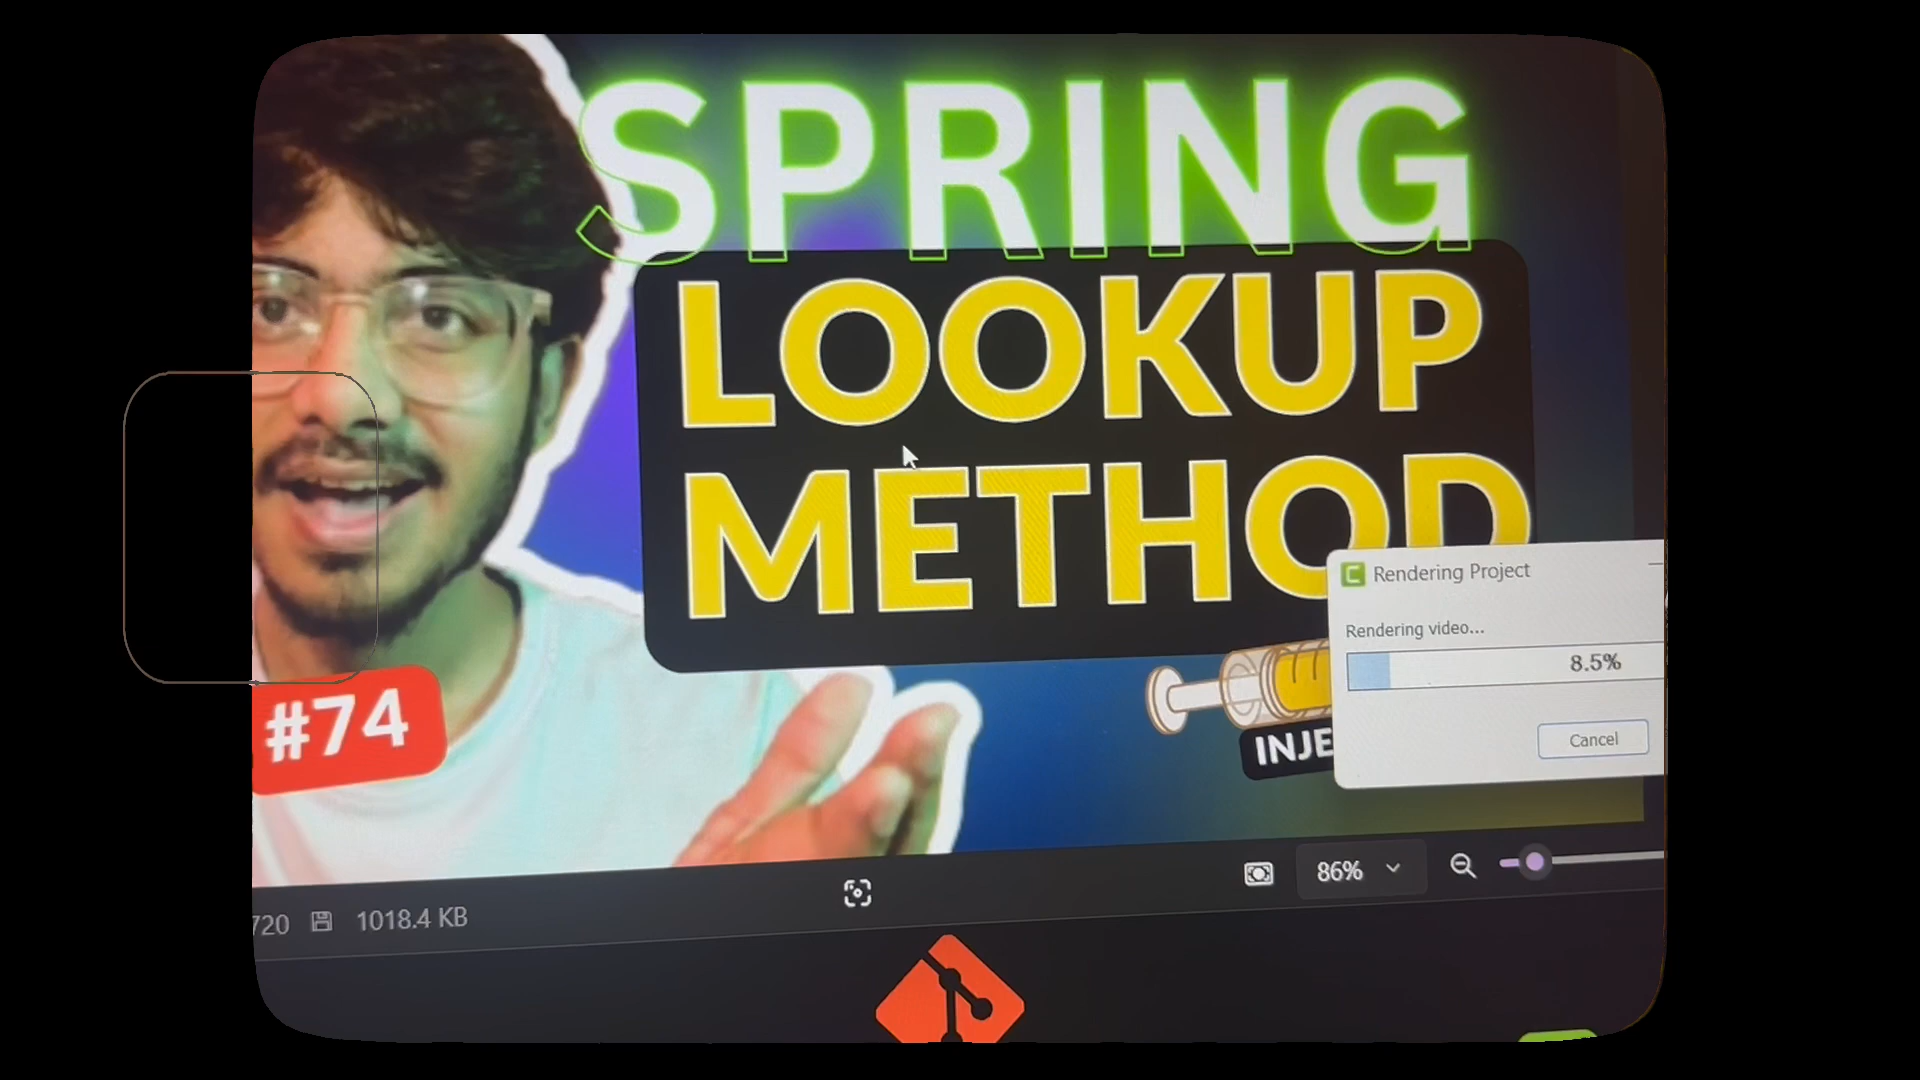 SPRING
LOOKUP
METHOD
Rendering Project
Rendering video...
8.5%
Cancel
#74
INJE
86%
720
1018.4 KB